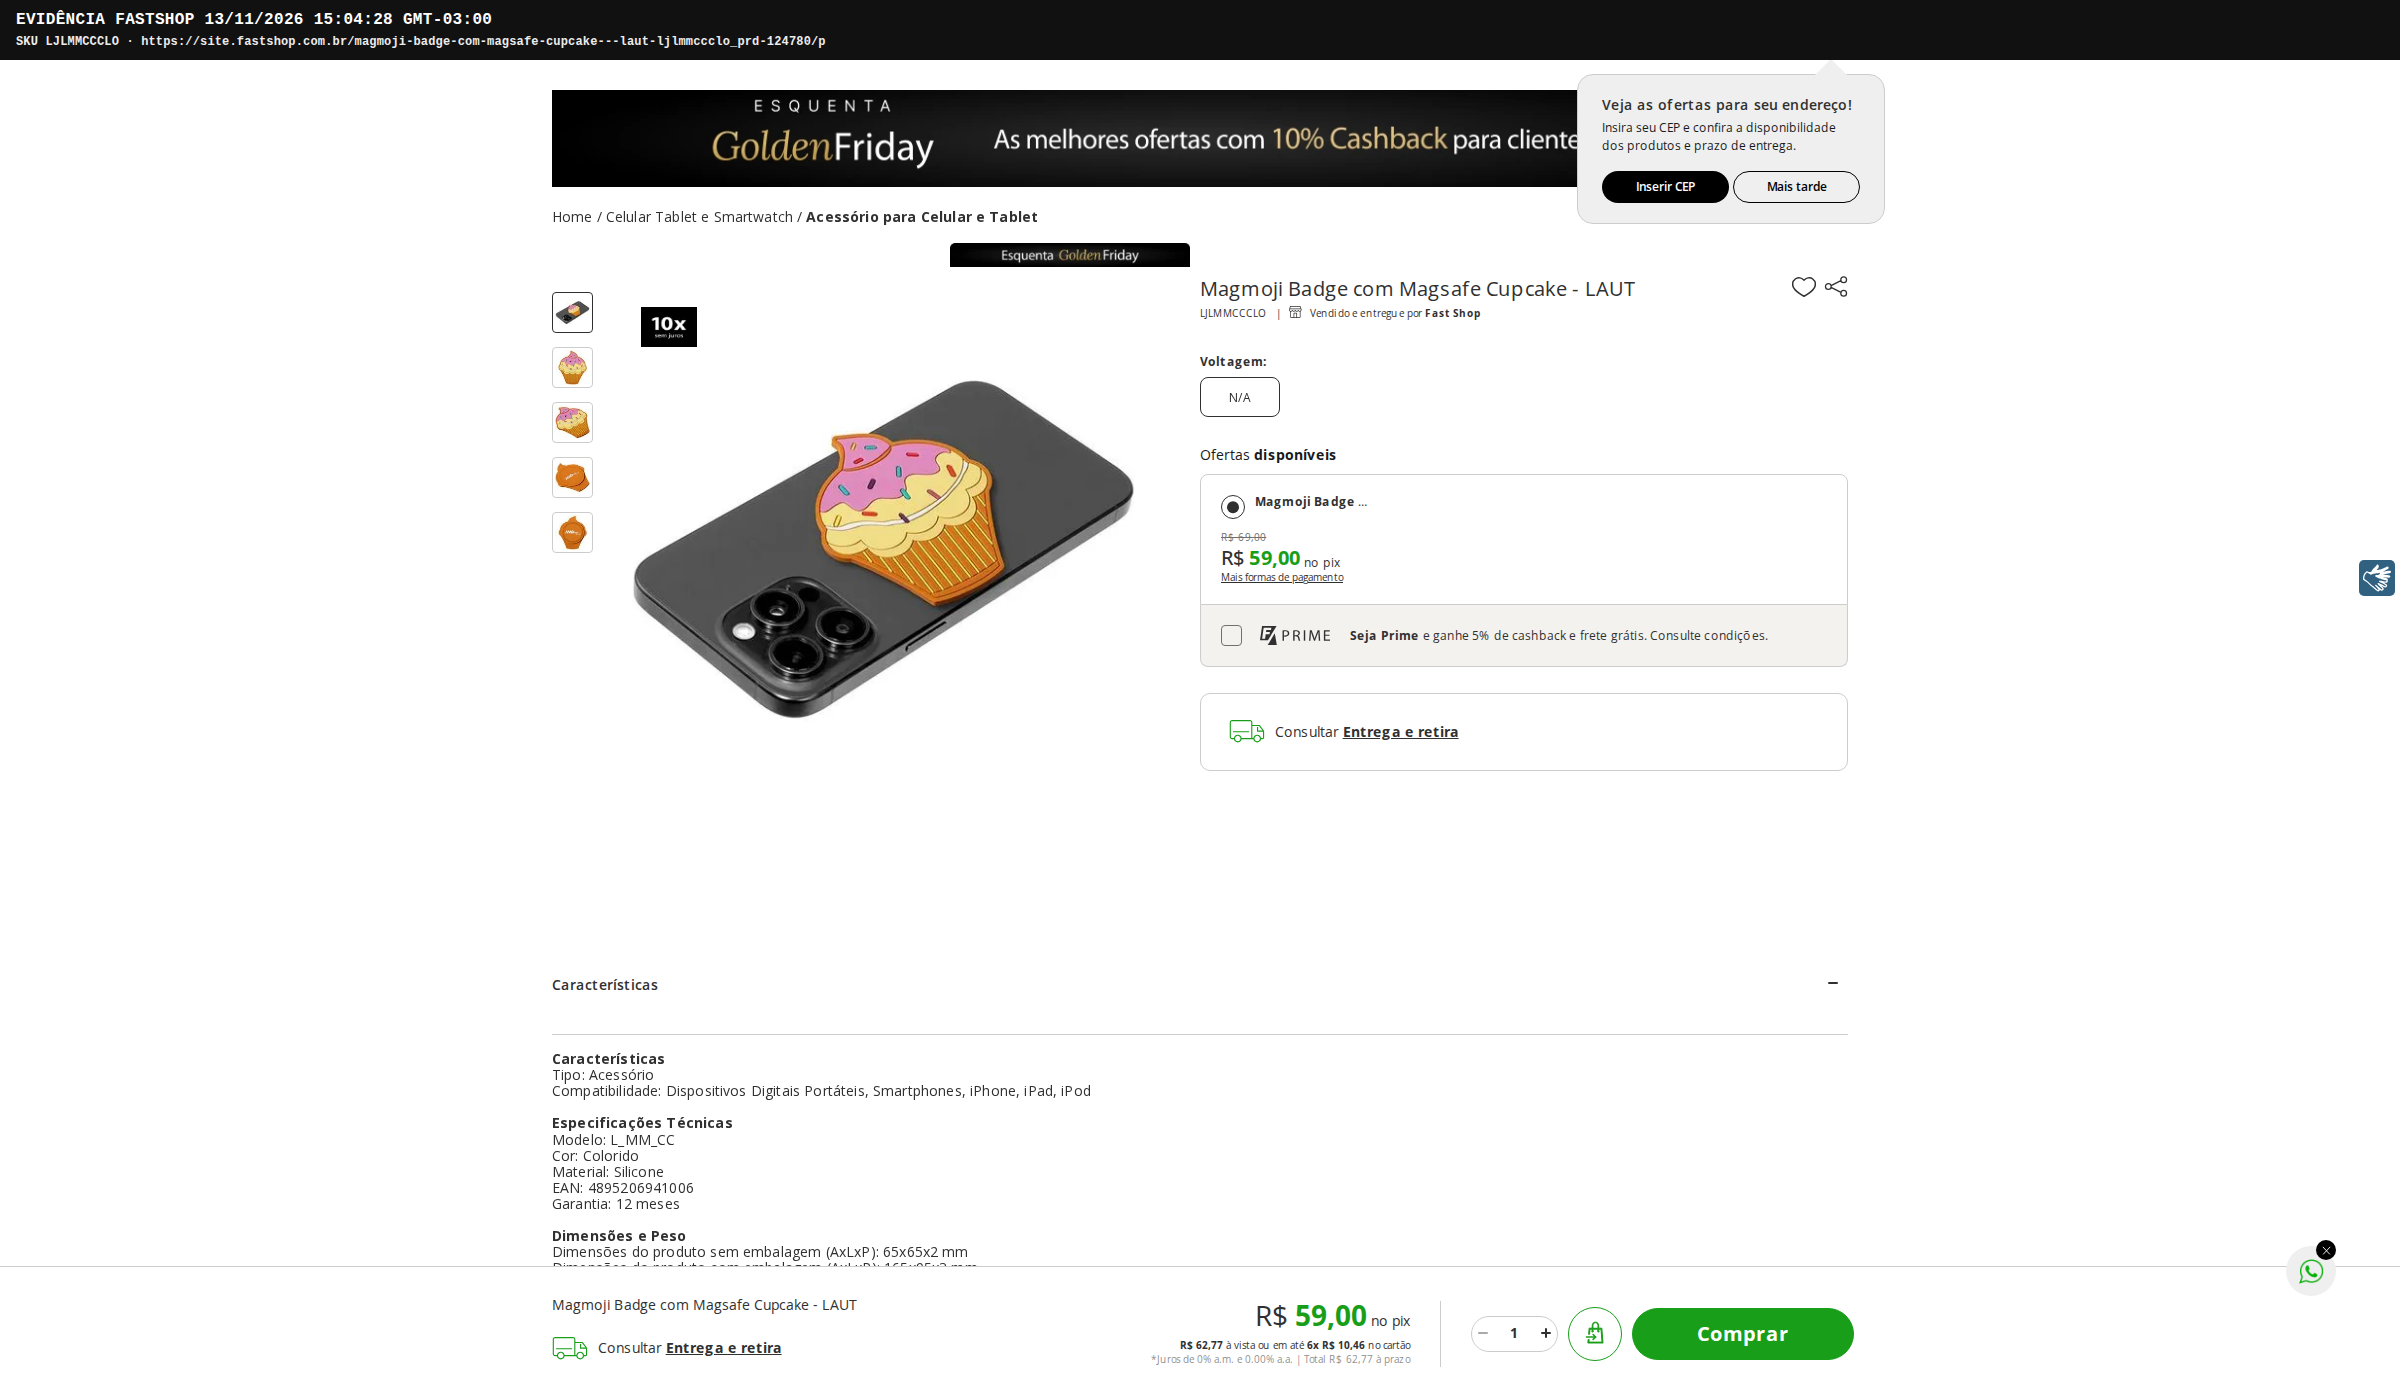 EVIDÊNCIA FASTSHOP 13/11/2026 15:04:28 GMT-03:00
SKU LJLMMCCCLO · https://site.fastshop.com.br/magmoji-badge-com-magsafe-cupcake---laut-ljlmmccclo_prd-124780/p
ESQUENTA
GoldenFriday
As melhores ofertas com 10% Cashback para cliente
Veja as ofertas para seu endereço!
Insira seu CEP e confira a disponibilidade
dos produtos e prazo de entrega.
Inserir CEP
Mais tarde
Home / Celular Tablet e Smartwatch / Acessório para Celular e Tablet
Esquenta GoldenFriday
10x
sem juros
Magmoji Badge com Magsafe Cupcake - LAUT
LJLMMCCCLO | Vendido e entregue por Fast Shop
Voltagem:
N/A
Ofertas disponíveis
Magmoji Badge ...
R$ 69,00
R$ 59,00 no pix
Mais formas de pagamento
PRIME Seja Prime e ganhe 5% de cashback e frete grátis. Consulte condições.
Consultar Entrega e retira
Características
Características
Tipo: Acessório
Compatibilidade: Dispositivos Digitais Portáteis, Smartphones, iPhone, iPad, iPod
Especificações Técnicas
Modelo: L_MM_CC
Cor: Colorido
Material: Silicone
EAN: 4895206941006
Garantia: 12 meses
Dimensões e Peso
Dimensões do produto sem embalagem (AxLxP): 65x65x2 mm
Magmoji Badge com Magsafe Cupcake - LAUT
Consultar Entrega e retira
R$ 59,00 no pix
R$ 62,77 à vista ou em até 6x R$ 10,46 no cartão
*Juros de 0% a.m. e 0.00% a.a. | Total R$ 62,77 à prazo
1
Comprar